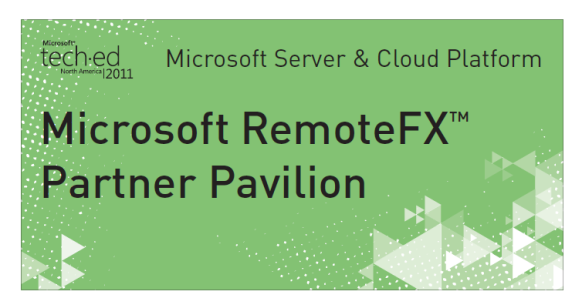 Microsoft®
tech·ed
North America | 2011
Microsoft Server & Cloud Platform
Microsoft RemoteFX™
Partner Pavilion